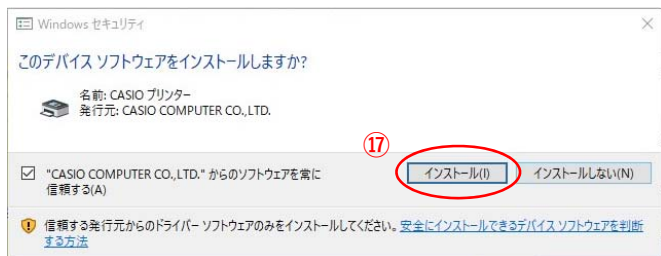 Windows セキュリティ
このデバイス ソフトウェアをインストールしますか?
名前: CASIO プリンター
発行元: CASIO COMPUTER CO.,LTD.
⑰
"CASIO COMPUTER CO.,LTD." からのソフトウェアを常に
信頼する(A)
インストール(I)
インストールしない(N)
信頼する発行元からのドライバー ソフトウェアのみをインストールしてください。安全にインストールできるデバイス ソフトウェアを判断
する方法